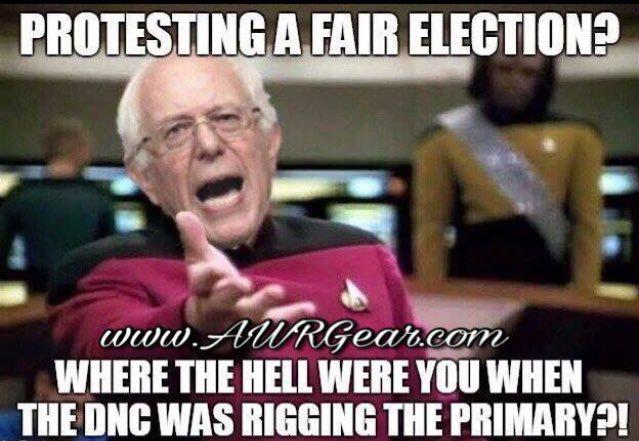 PROTESTING A FAIR ELECTION?
www.AWRGear.com
WHERE THE HELL WERE YOU WHEN
THE DNC WAS RIGGING THE PRIMARY?!